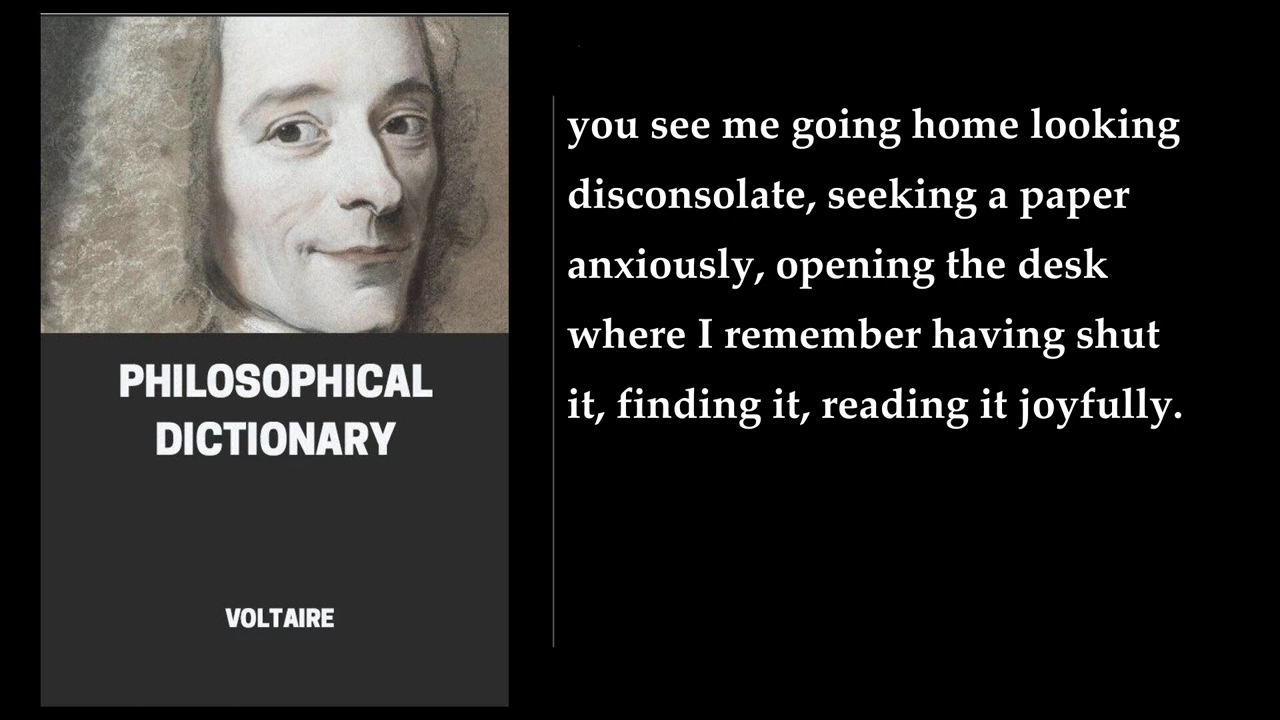 PHILOSOPHICAL
DICTIONARY
VOLTAIRE
you see me going home looking
disconsolate, seeking a paper
anxiously, opening the desk
where I remember having shut
it, finding it, reading it joyfully.